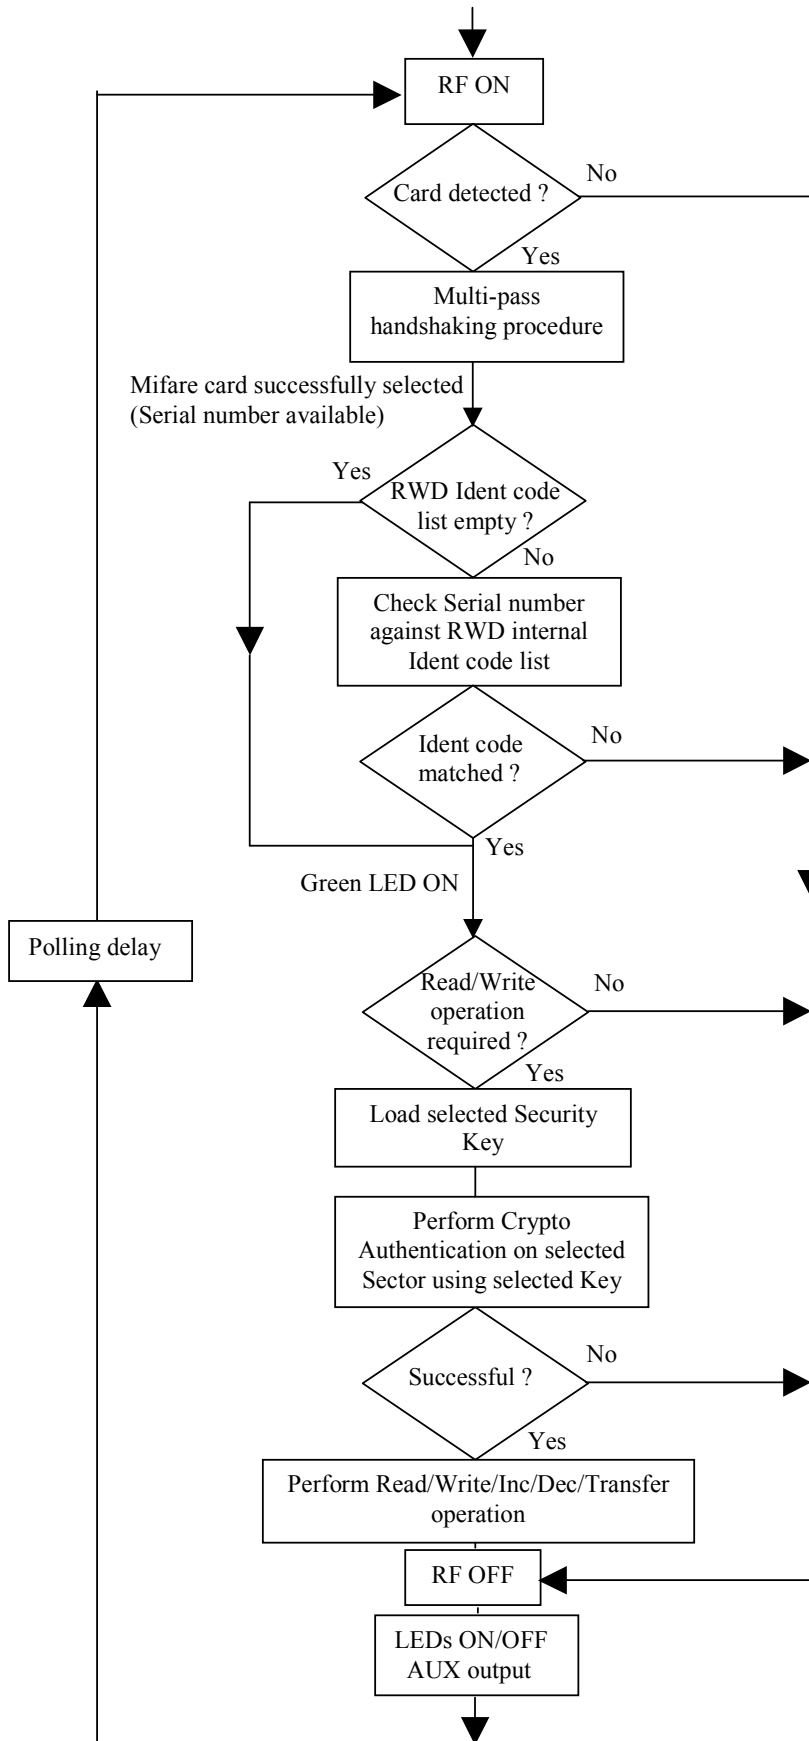 RF ON
Card detected ?
No
Yes
Multi-pass
handshaking procedure
Mifare card successfully selected
(Serial number available)
Yes
RWD Ident code
list empty ?
No
Check Serial number
against RWD internal
Ident code list
Ident code
matched ?
No
Yes
Green LED ON
Polling delay
Read/Write
operation
required ?
No
Yes
Load selected Security
Key
Perform Crypto
Authentication on selected
Sector using selected Key
Successful ?
No
Yes
Perform Read/Write/Inc/Dec/Transfer
operation
RF OFF
LEDs ON/OFF
AUX output